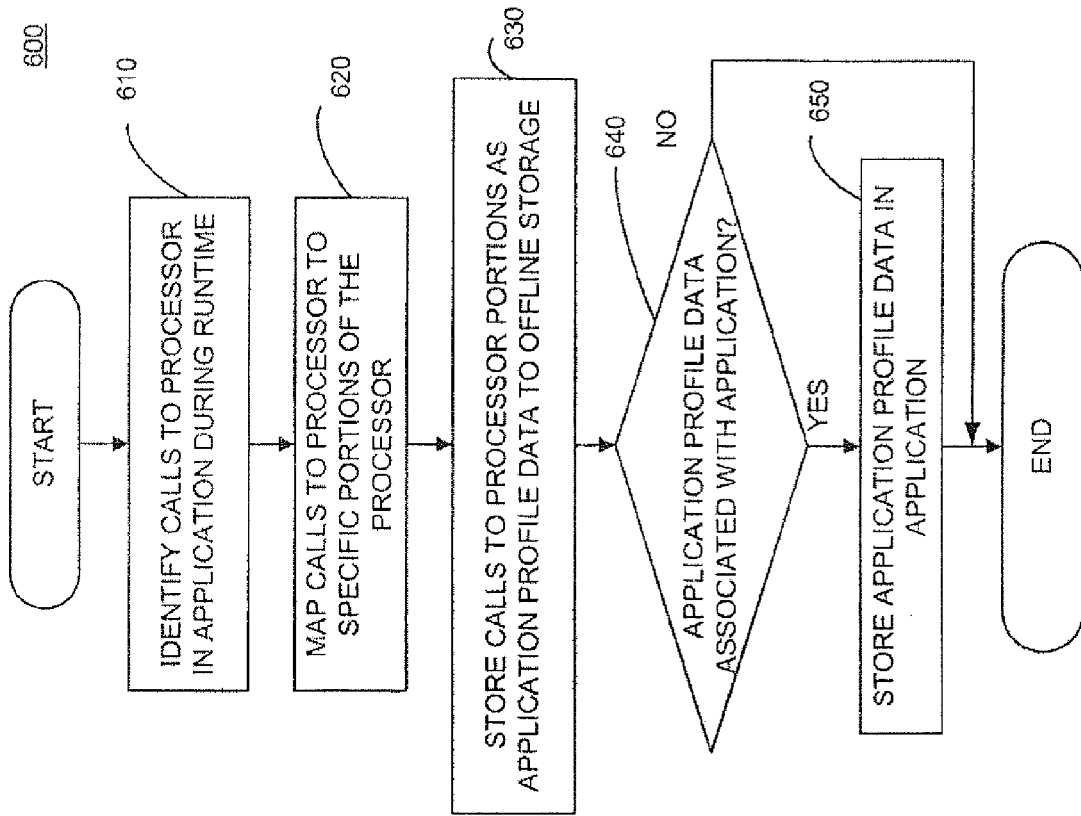 600
START
610
IDENTIFY CALLS TO PROCESSOR
IN APPLICATION DURING RUNTIME
620
MAP CALLS TO PROCESSOR TO
SPECIFIC PORTIONS OF THE
PROCESSOR
630
STORE CALLS TO PROCESSOR PORTIONS AS
APPLICATION PROFILE DATA TO OFFLINE STORAGE
640
APPLICATION PROFILE DATA
ASSOCIATED WITH APPLICATION?
NO
YES
650
STORE APPLICATION PROFILE DATA IN
APPLICATION
END